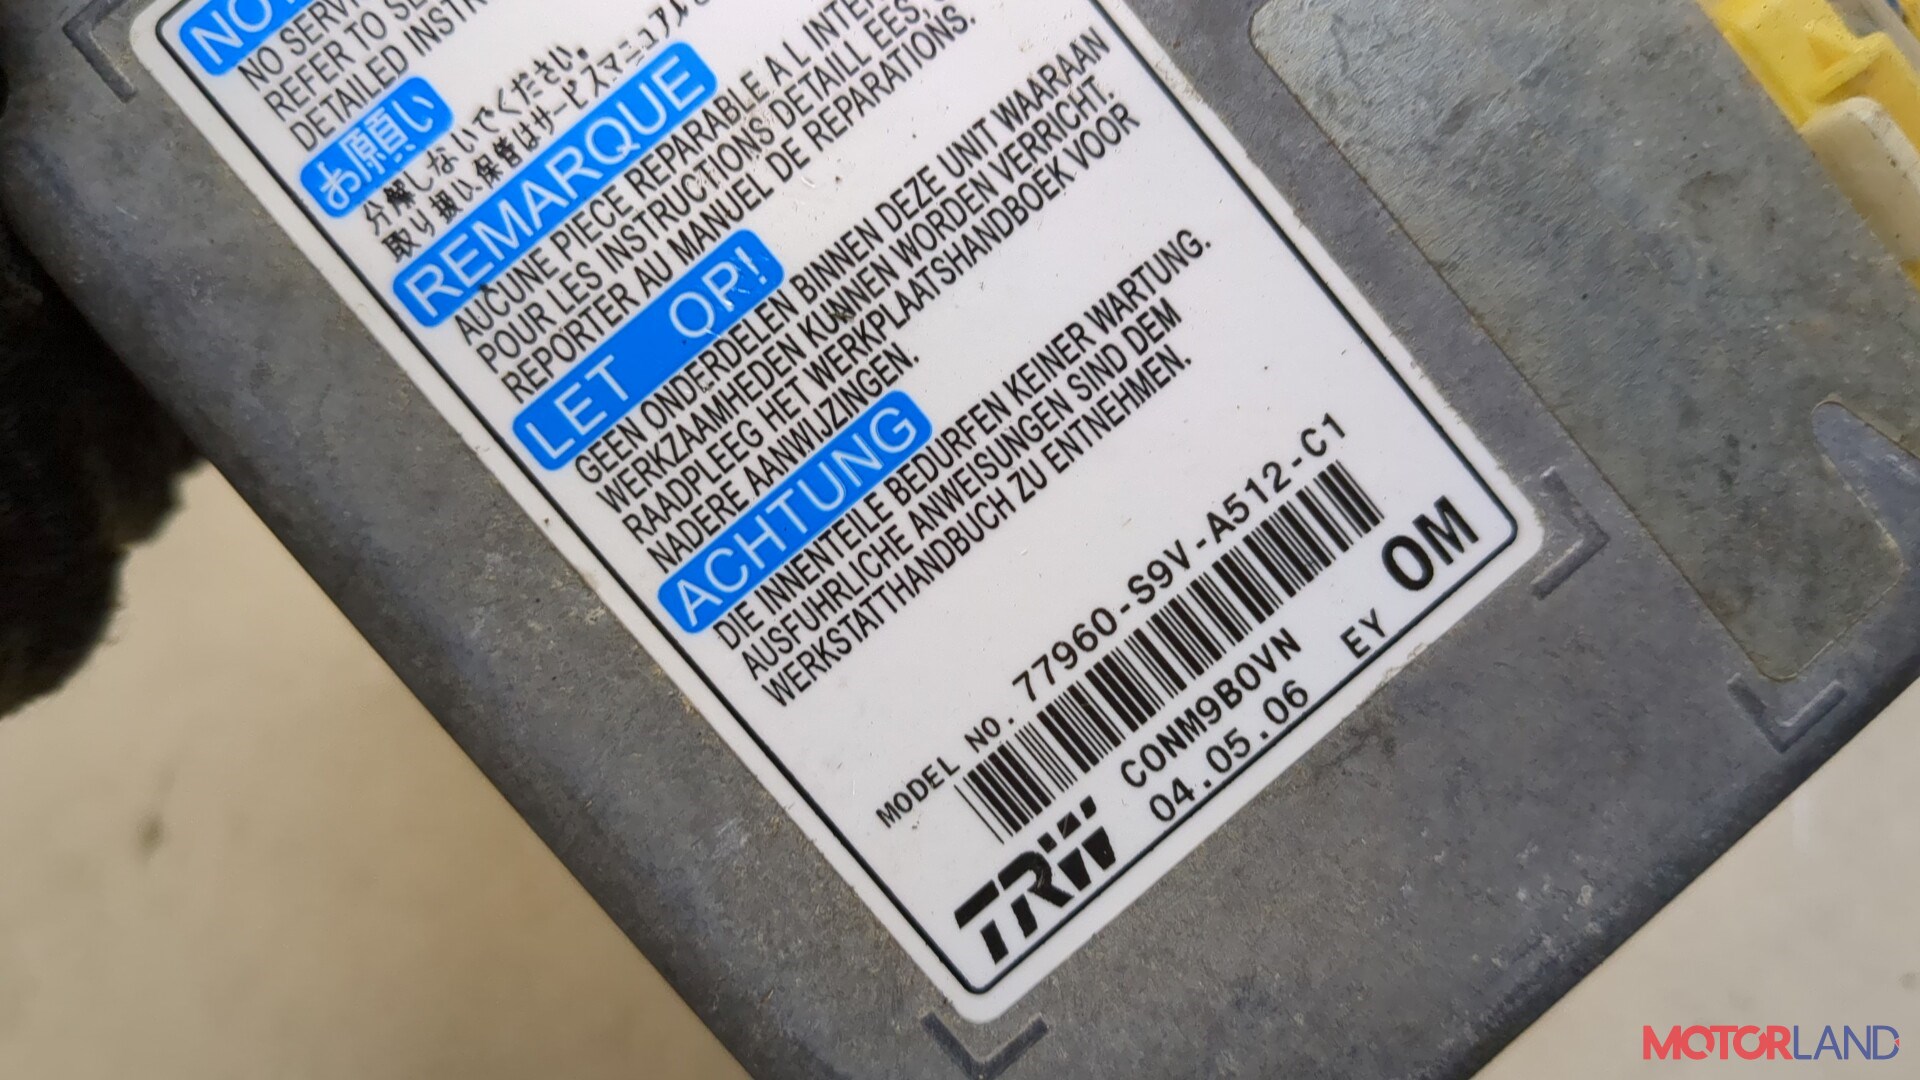 NO SERVI
REFER TO SE
DETAILED INSTR
お願い
分解しないでください。
取り扱い、保管はサービスマニュアル
REMARQUE
AUCUNE PIECE REPARABLE A L INTE
POUR LES INSTRUCTIONS DETAILL EES,
REPORTER AU MANUEL DE REPARATIONS.
LET OP!
GEEN ONDERDELEN BINNEN DEZE UNIT WAARAAN
WERKZAAMHEDEN KUNNEN WORDEN VERRICHT.
RAADPLEEG HET WERKPLAATSHANDBOEK VOOR
NADERE AANWIJZINGEN.
ACHTUNG
DIE INNENTEILE BEDURFEN KEINER WARTUNG.
AUSFUHRLICHE ANWEISUNGEN SIND DEM
WERKSTATTHANDBUCH ZU ENTNEHMEN.
MODEL NO. 77960-S9V-A512-C1
CONM9BOVN
TRW 04.05.06 EY OM
MOTORLAND